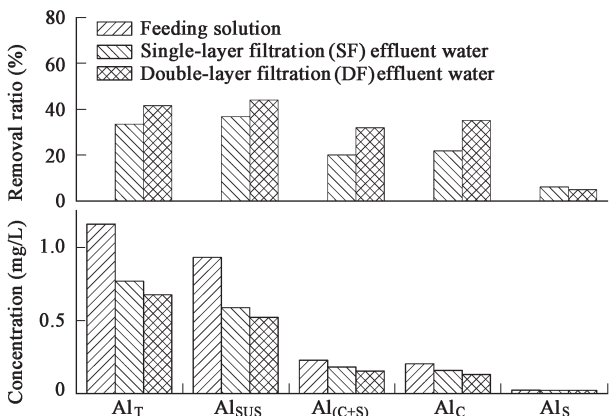 80
60
40
20
0
Removal ratio (%)
Feeding solution
Single-layer filtration (SF) effluent water
Double-layer filtration (DF) effluent water
1.0
0.5
0
Concentration (mg/L)
Al_T Al_SUS Al_(C+S) Al_C Al_S